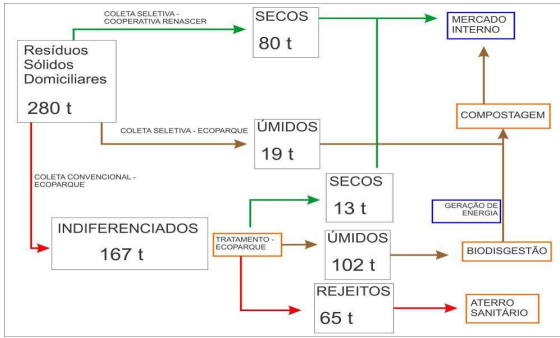 COLETA SELETIVA -
COOPERATIVA RENASCER
SECOS
80 t
MERCADO
INTERNO
Resíduos
Sólidos
Domiciliares
280 t
COMPOSTAGEM
COLETA SELETIVA - ECOPARQUE
ÚMIDOS
19 t
COLETA CONVENCIONAL -
ECOPARQUE
SECOS
13 t
GERAÇÃO DE
ENERGIA
INDIFERENCIADOS
167 t
TRATAMENTO -
ECOPARQUE
ÚMIDOS
102 t
BIODISGESTÃO
REJEITOS
65 t
ATERRO
SANITÁRIO